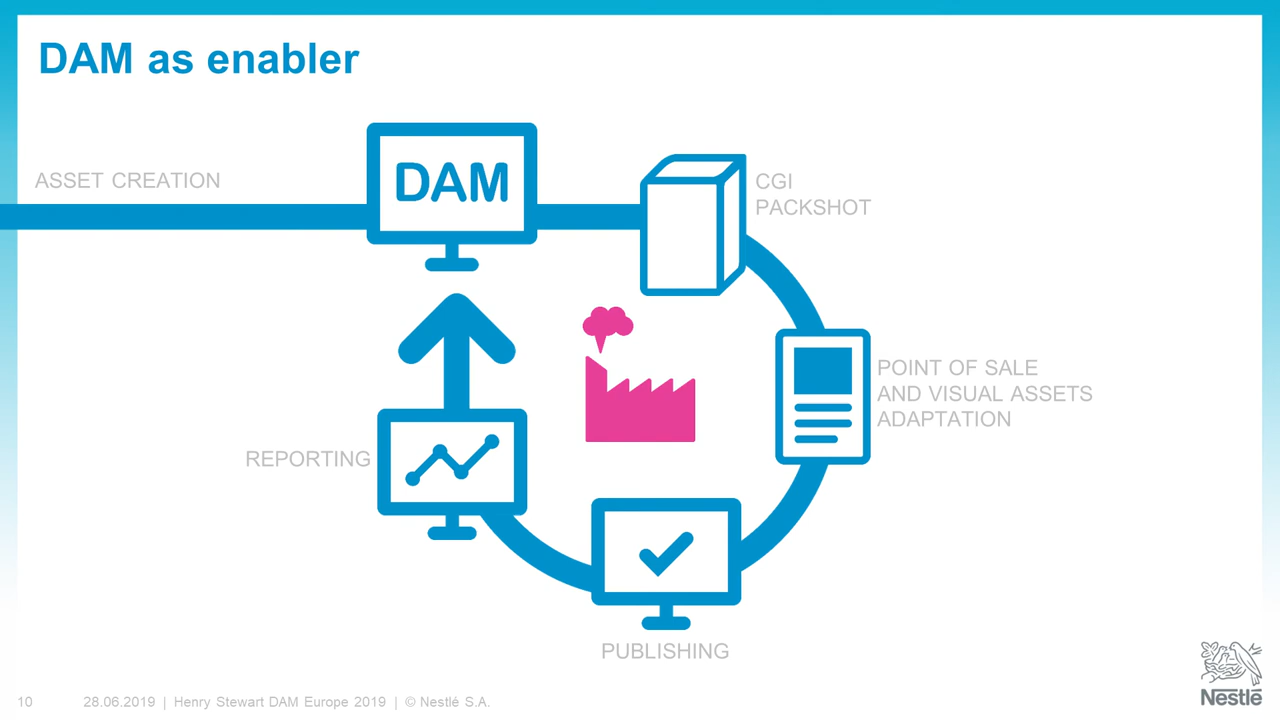 DAM as enabler
ASSET CREATION
DAM
CGI
PACKSHOT
POINT OF SALE
AND VISUAL ASSETS
ADAPTATION
REPORTING
PUBLISHING
10 28.06.2019 | Henry Stewart DAM Europe 2019 | © Nestlé S.A.
Nestlé